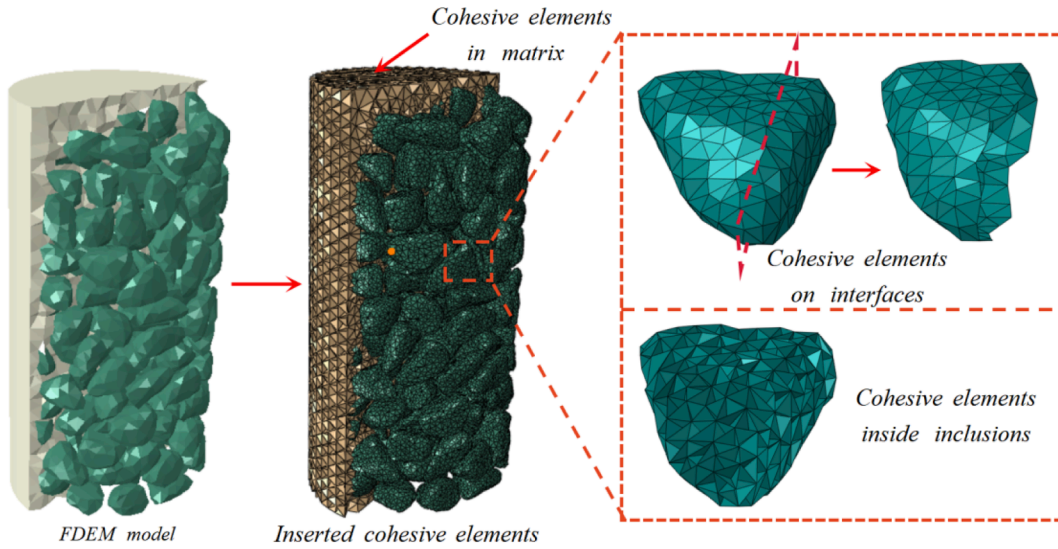 Cohesive elements
in matrix
Cohesive elements
on interfaces
Cohesive elements
inside inclusions
FDEM model
Inserted cohesive elements